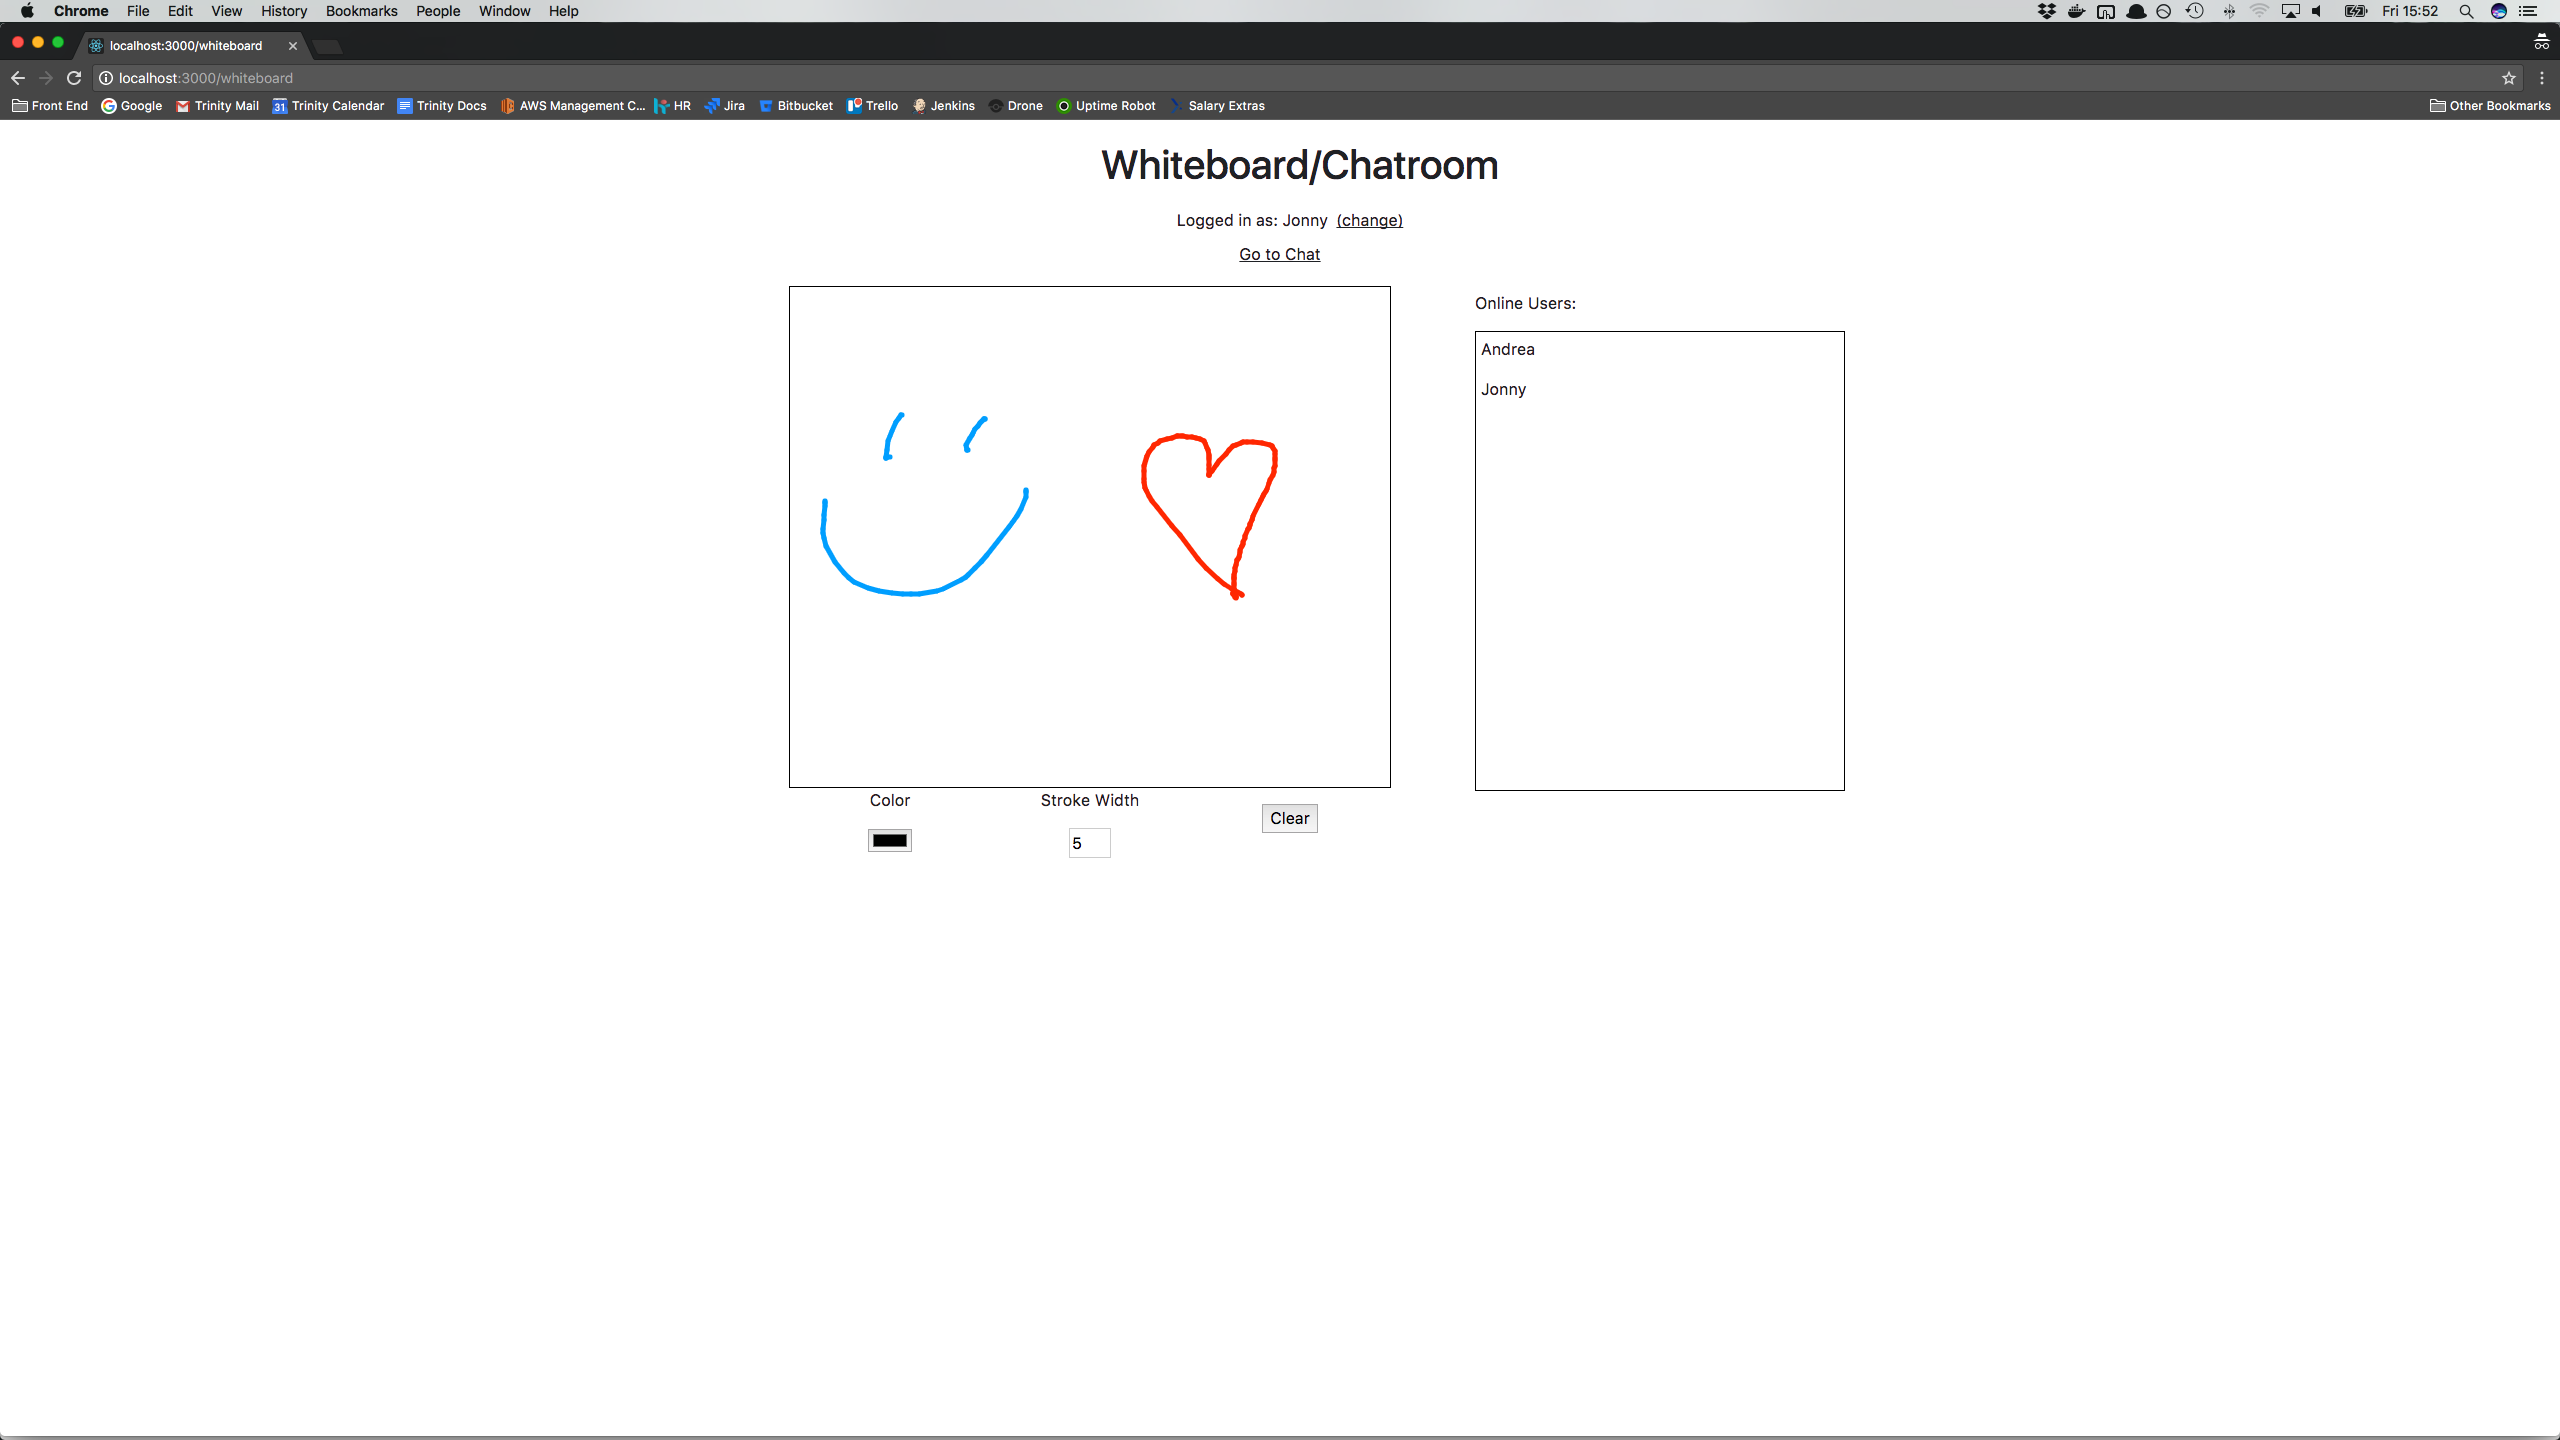 Chrome File Edit View History Bookmarks People Window Help Fri 15:52
localhost:3000/whiteboard
localhost:3000/whiteboard
Front End Google Trinity Mail 31 Trinity Calendar Trinity Docs AWS Management C... HR Jira Bitbucket Trello Jenkins Drone Uptime Robot Salary Extras Other Bookmarks
Whiteboard/Chatroom
Logged in as: Jonny (change)
Go to Chat
Online Users:
Andrea
Jonny
Color Stroke Width Clear
5